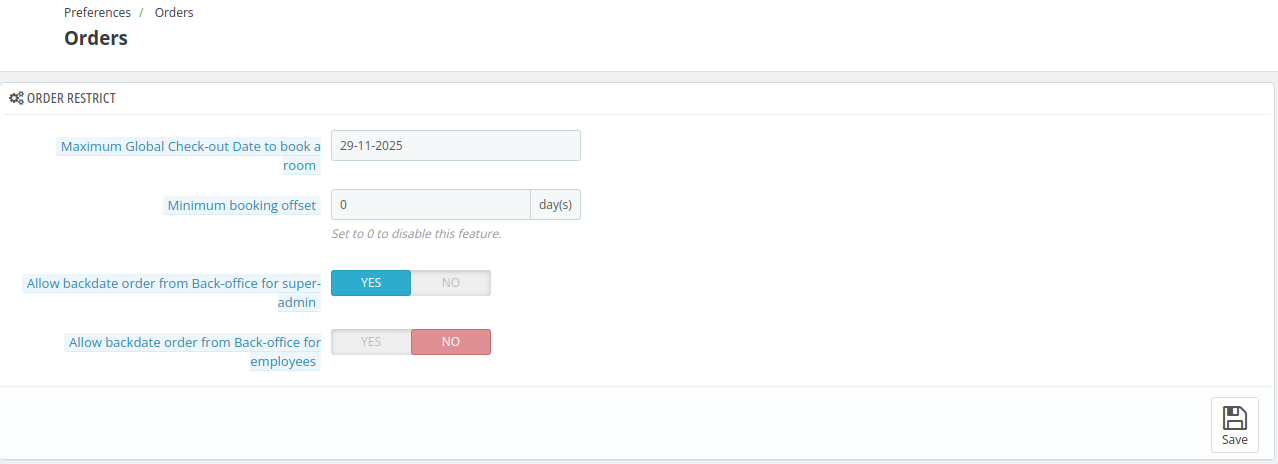 Preferences / Orders
Orders
ORDER RESTRICT
Maximum Global Check-out Date to book a
room
29-11-2025
Minimum booking offset
0 day(s)
Set to 0 to disable this feature.
Allow backdate order from Back-office for super-
admin
YES NO
Allow backdate order from Back-office for
employees
YES NO
Save